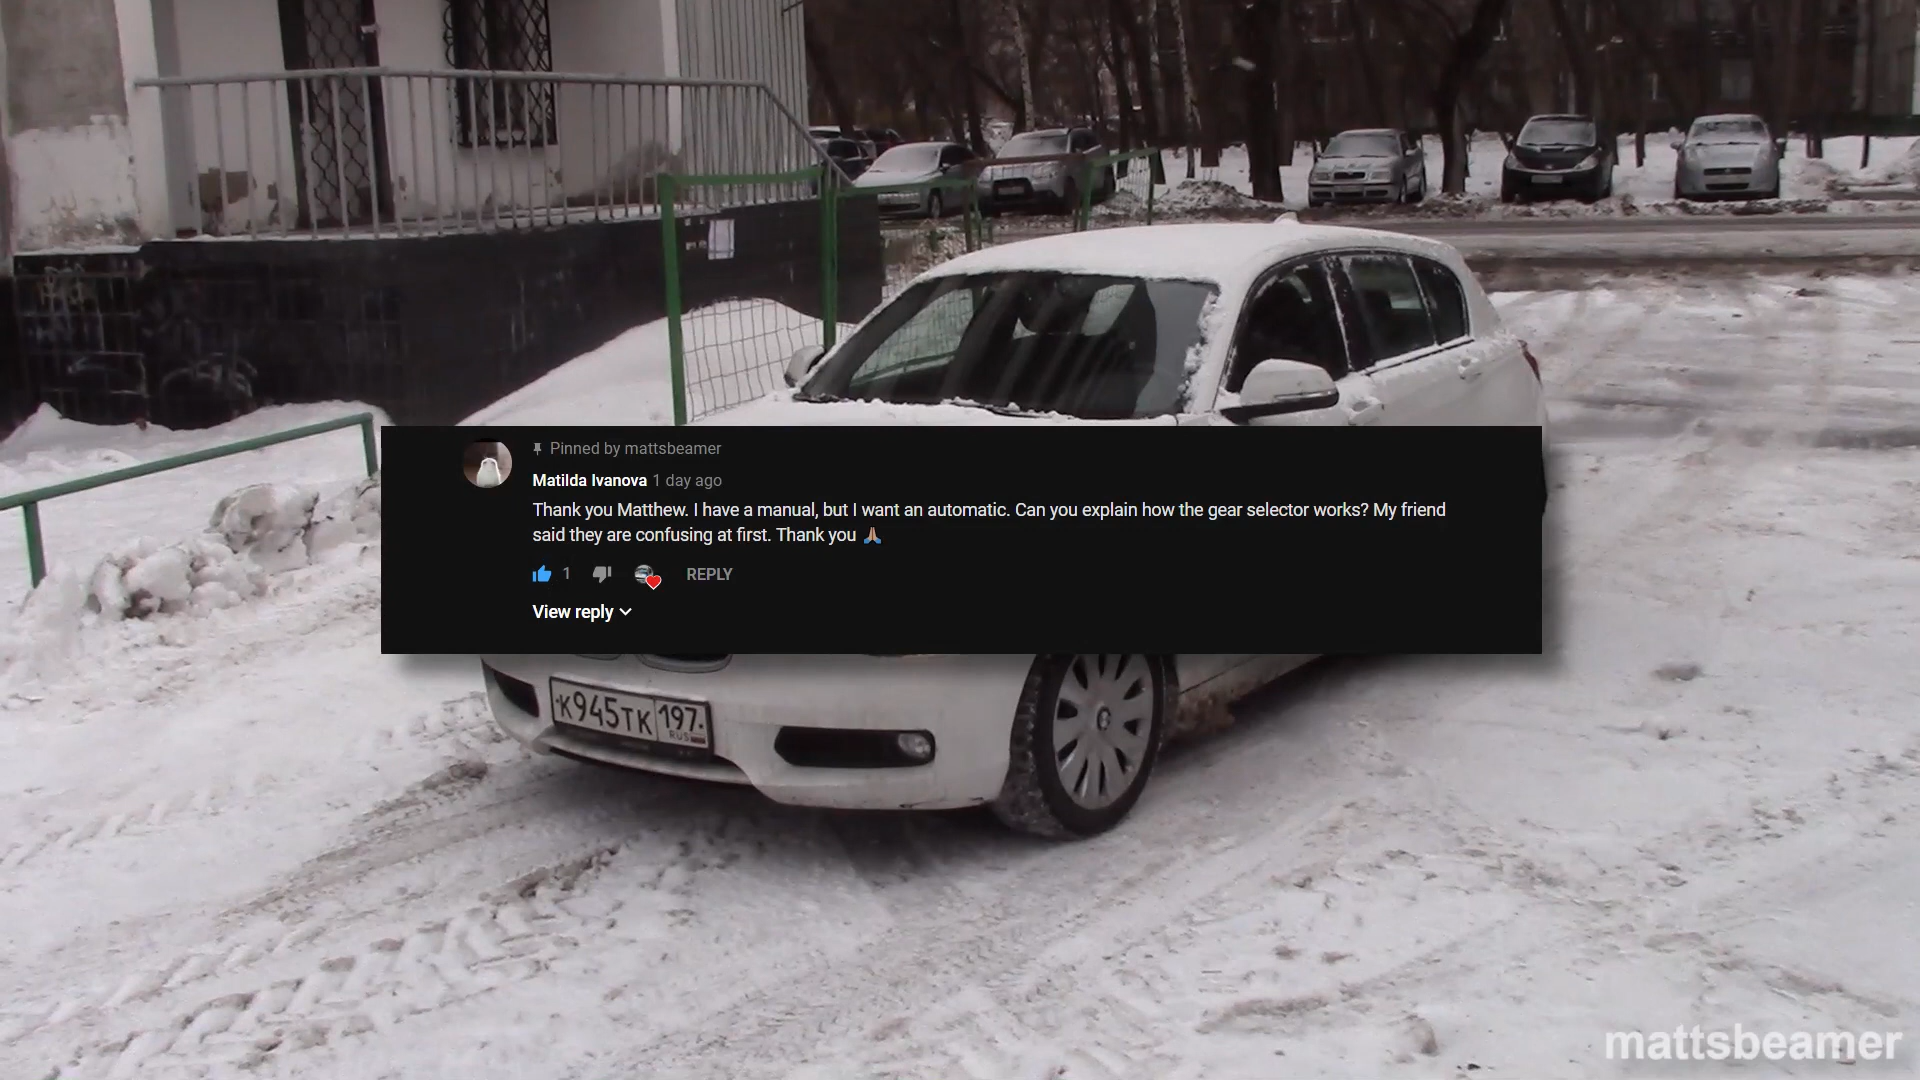 Pinned by mattsbeamer
Matilda Ivanova 1 day ago
Thank you Matthew. I have a manual, but I want an automatic. Can you explain how the gear selector works? My friend
said they are confusing at first. Thank you 🙏🏽
1 REPLY
View reply
К945ТК 197
RUS
mattsbeamer